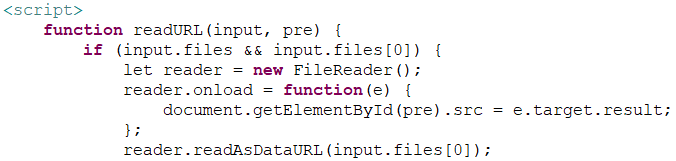 <script>
function readURL(input, pre) {
if (input.files && input.files[0]) {
let reader = new FileReader();
reader.onload = function(e) {
document.getElementById(pre).src = e.target.result;
};
reader.readAsDataURL(input.files[0]);